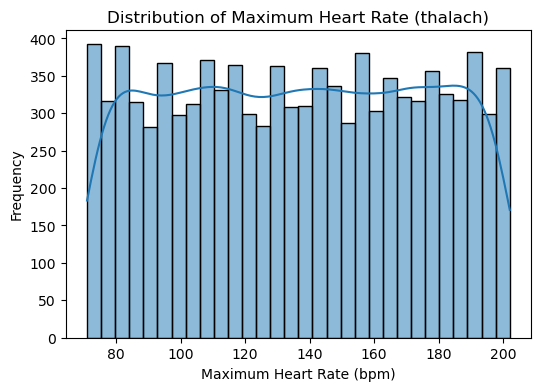 Distribution of Maximum Heart Rate (thalach)
400
350
300
250
200
150
100
50
0
Frequency
80 100 120 140 160 180 200
Maximum Heart Rate (bpm)